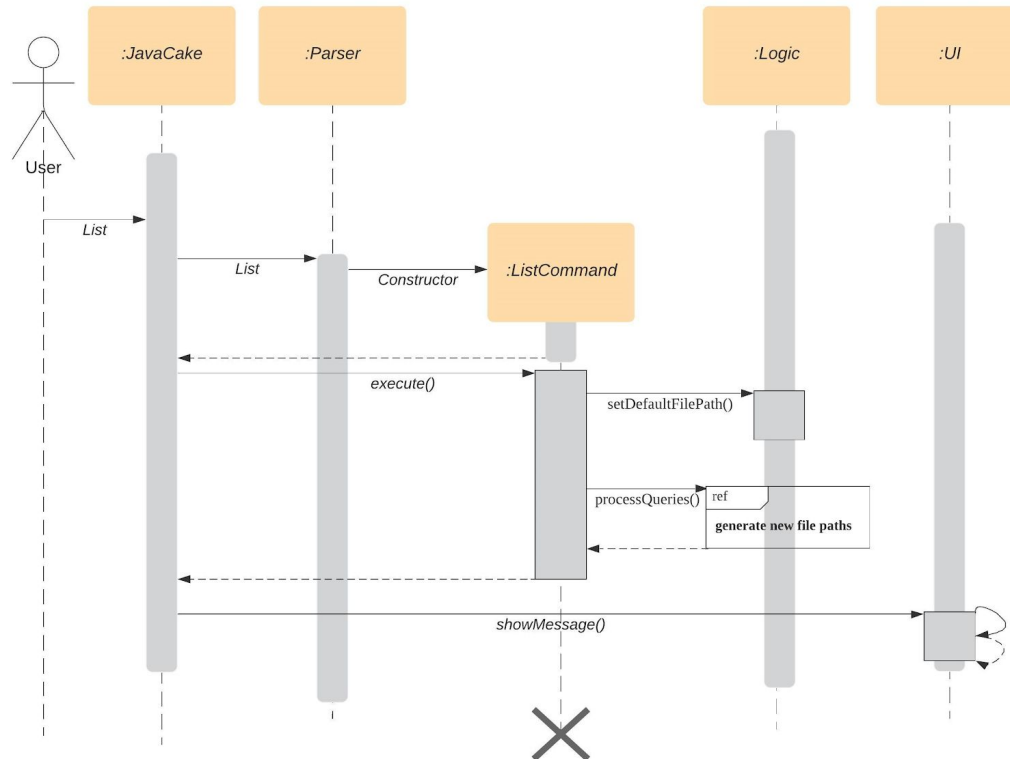 :JavaCake
:Parser
:Logic
:UI
User
List
List
Constructor
:ListCommand
execute()
setDefaultFilePath()
processQueries()
ref
generate new file paths
showMessage()